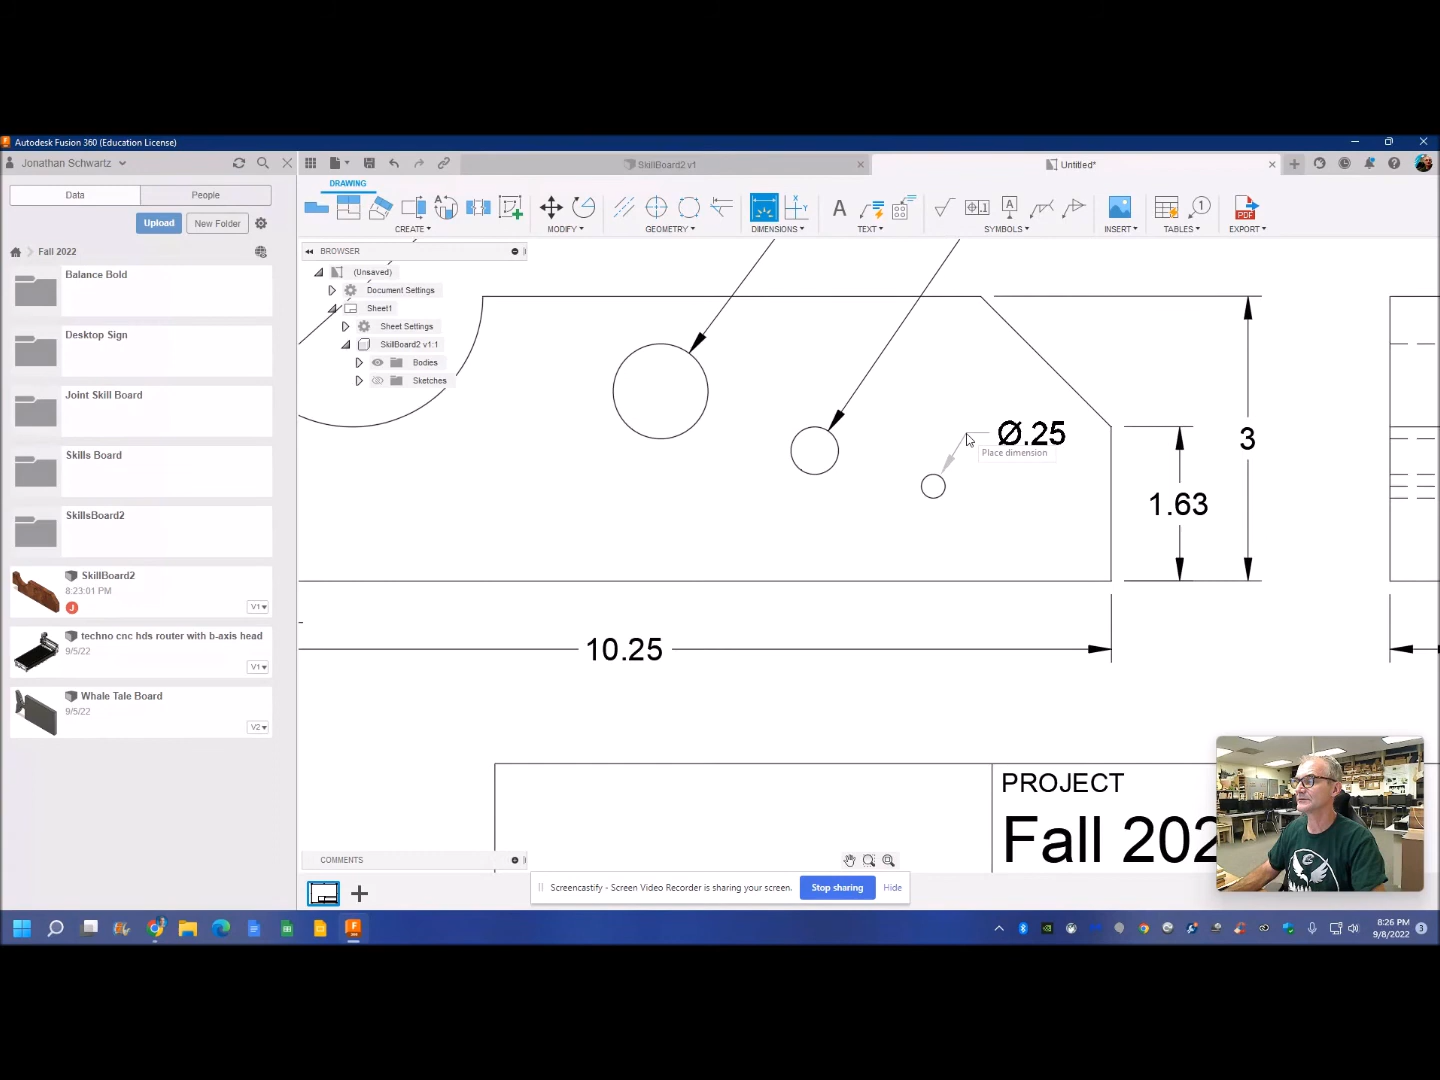 Autodesk Fusion 360 (Education License)
Jonathan Schwartz
SkillBoard2 v1
Untitled*
Data
People
Upload
New Folder
Fall 2022
Balance Bold
Desktop Sign
Joint Skill Board
Skills Board
SkillsBoard2
SkillBoard2
8:23:01 PM
J
V1
techno cnc hds router with b-axis head
9/5/22
V1
Whale Tale Board
9/5/22
V2
DRAWING
CREATE
MODIFY
GEOMETRY
DIMENSIONS
TEXT
SYMBOLS
INSERT
TABLES
EXPORT
PDF
BROWSER
(Unsaved)
Document Settings
Sheet1
Sheet Settings
SkillBoard2 v1:1
Bodies
Sketches
Ø.25
Place dimension
3
1.63
10.25
PROJECT
Fall 202
COMMENTS
Screencastify - Screen Video Recorder is sharing your screen.
Stop sharing
Hide
8:26 PM
9/8/2022
3